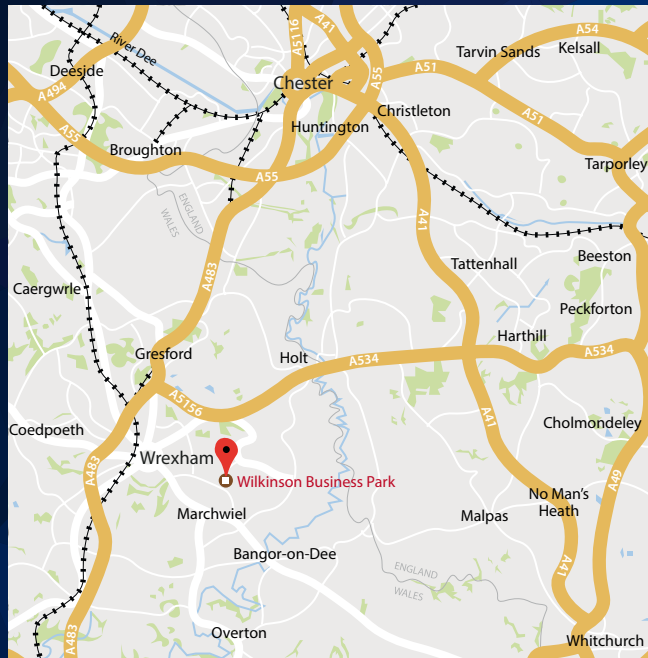 A5116
A41
A54
River Dee
Tarvin Sands
Kelsall
Deeside
A51
A55
A494
Chester
Christleton
A51
Huntington
A55
Broughton
Tarporley
A55
ENGLAND
WALES
A41
A483
Tattenhall
Beeston
Caergwrle
Peckforton
Harthill
Gresford
Holt
A534
A534
A5156
A41
Coedpoeth
Cholmondeley
Wrexham
A483
Wilkinson Business Park
A49
No Man's
Heath
Marchwiel
Malpas
Bangor-on-Dee
A41
ENGLAND
WALES
A483
Overton
Whitchurch